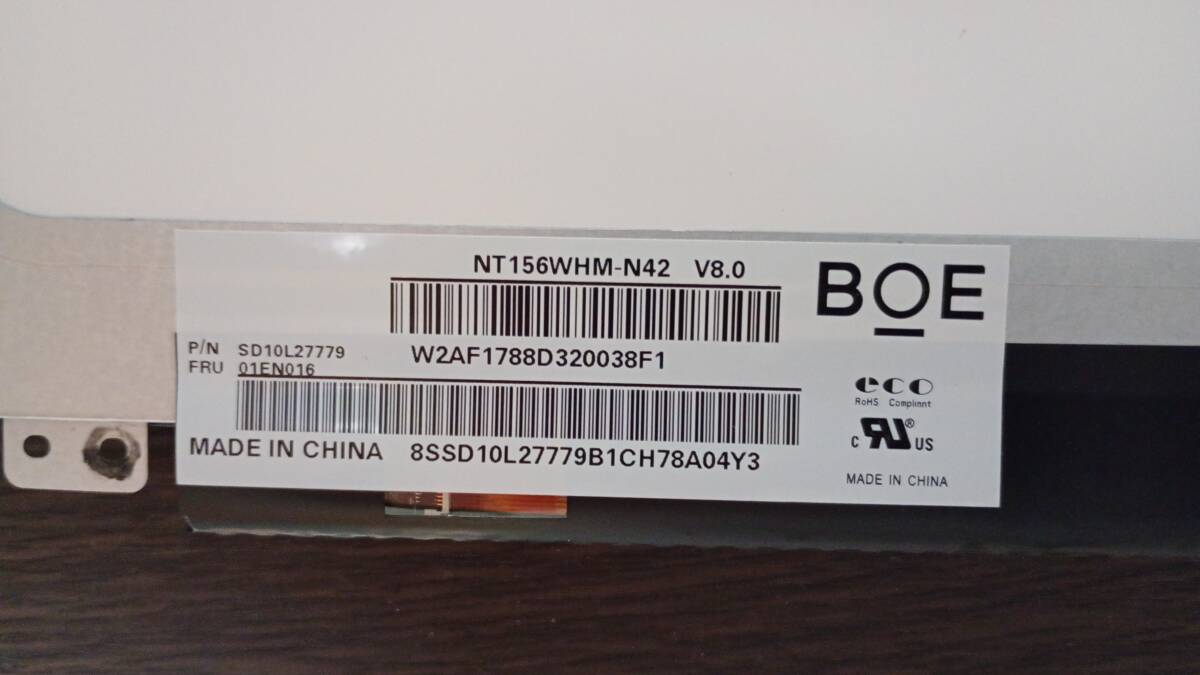 NT156WHM-N42 V8.0
BOE
P/N SD10L27779
W2AF1788D320038F1
FRU 01EN016
eco
RoHS Compliant
C RU® US
MADE IN CHINA 8SSD10L27779B1CH78A04Y3
MADE IN CHINA